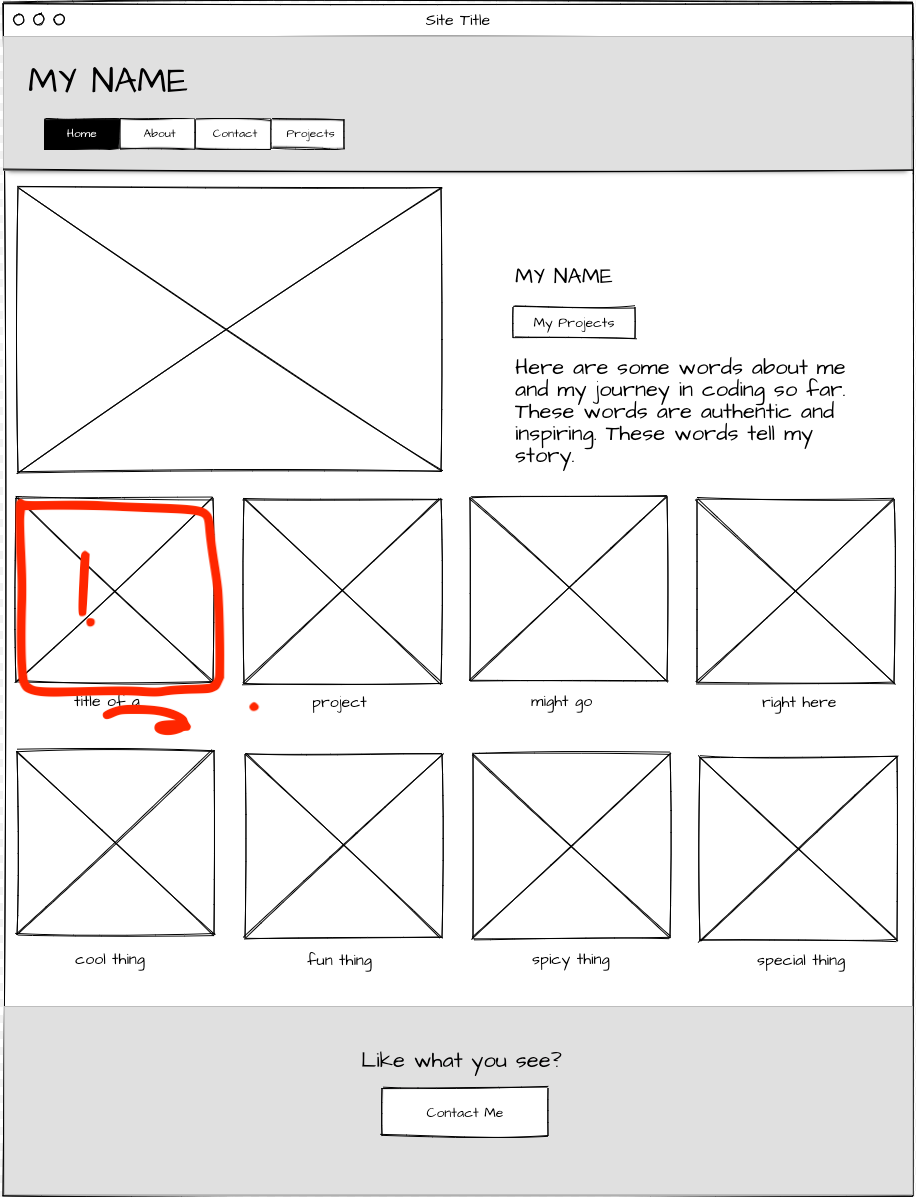 Site Title
MY NAME
Home About Contact Projects
MY NAME
My Projects
Here are some words about me
and my journey in coding so far.
These words are authentic and
inspiring. These words tell my
story.
!
title of a project might go right here
cool thing fun thing spicy thing special thing
Like what you see?
Contact Me